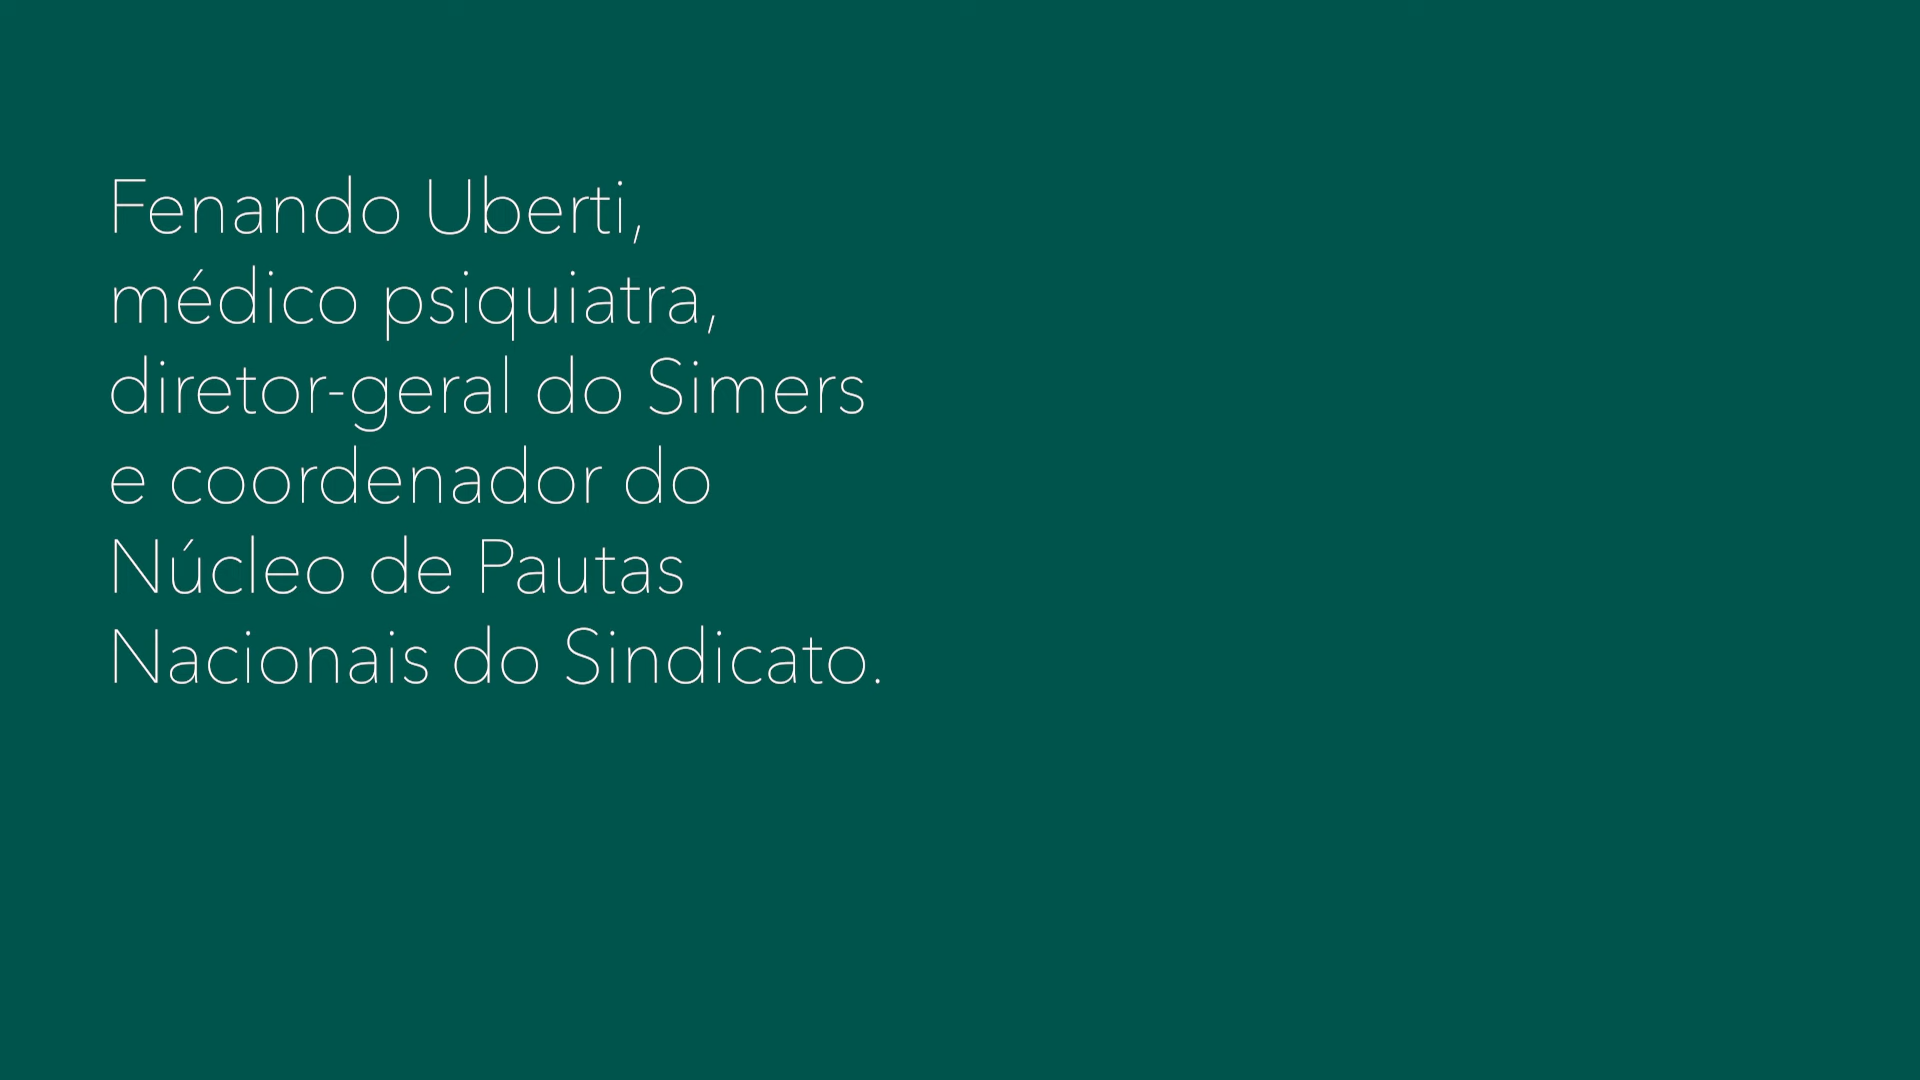 Fenando Uberti,
médico psiquiatra,
diretor-geral do Simers
e coordenador do
Núcleo de Pautas
Nacionais do Sindicato.